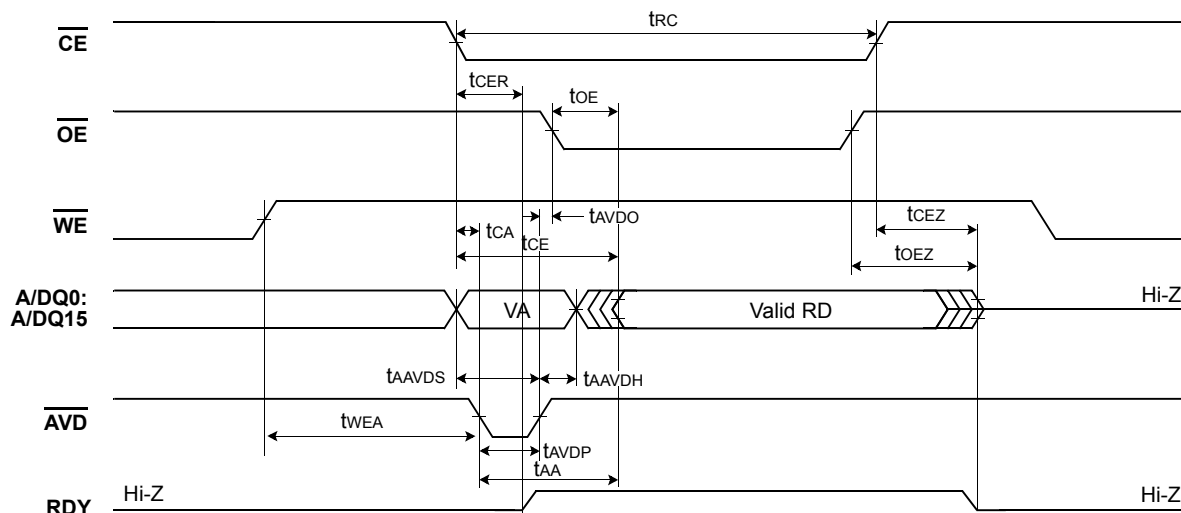 CE
tRC
tCER
tOE
OE
WE
tAVDO
tCEZ
tCA
tCE
tOEZ
A/DQ0:
A/DQ15
VA
Valid RD
Hi-Z
tAAVDS
tAAVDH
AVD
tWEA
tAVDP
tAA
Hi-Z
Hi-Z
RDY